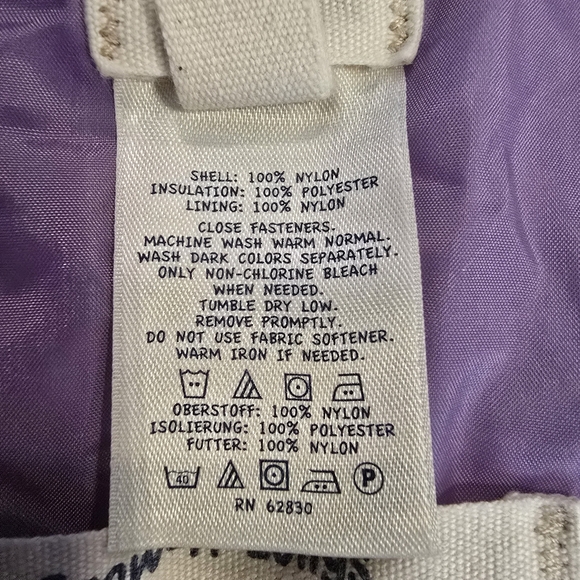 SHELL: 100% NYLON
INSULATION: 100% POLYESTER
LINING: 100% NYLON
CLOSE FASTENERS.
MACHINE WASH WARM NORMAL.
WASH DARK COLORS SEPARATELY.
ONLY NON-CHLORINE BLEACH
WHEN NEEDED.
TUMBLE DRY LOW.
REMOVE PROMPTLY.
DO NOT USE FABRIC SOFTENER.
WARM IRON IF NEEDED.
OBERSTOFF: 100% NYLON
ISOLIERUNG: 100% POLYESTER
FUTTER: 100% NYLON
40 P
RN 62830